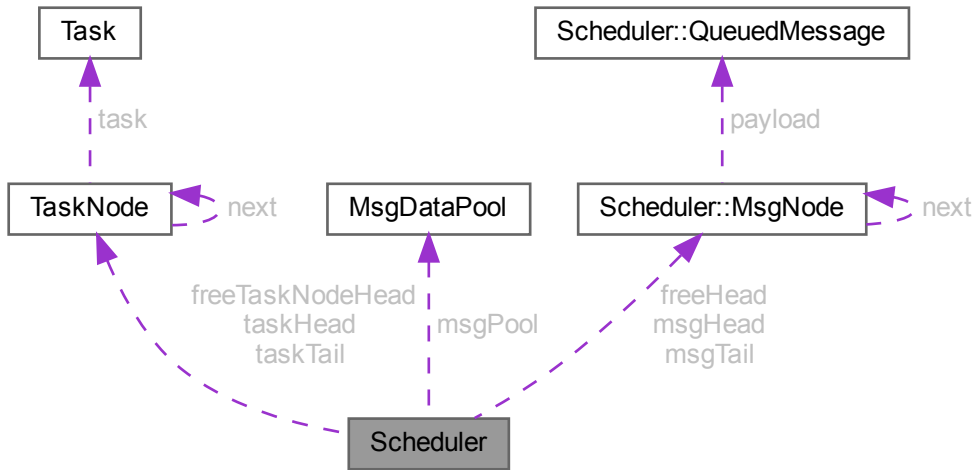 Task
Scheduler::QueuedMessage
task
payload
TaskNode
next
MsgDataPool
Scheduler::MsgNode
next
freeTaskNodeHead
taskHead
taskTail
msgPool
freeHead
msgHead
msgTail
Scheduler